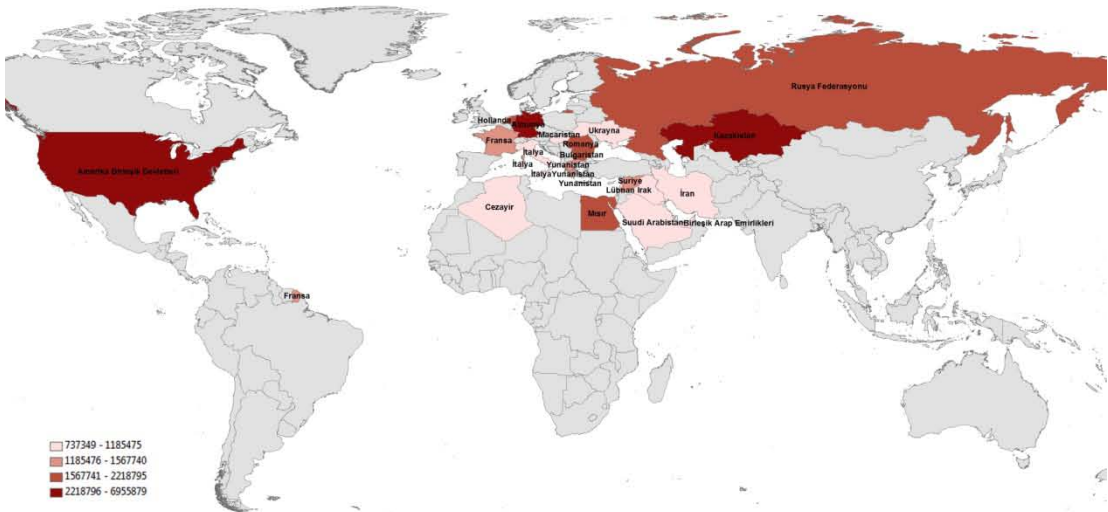 Rusya Federasyonu
Hollanda
Almanya
Ukrayna
Macaristan
Fransa
Romanya
Kazakistan
İtalya
Bulgaristan
Amerika Birleşik Devletleri
İtalya
Yunanistan
İtalya
Yunanistan
Yunanistan
Suriye
Lübnan
Irak
İran
Cezayir
Mısır
Suudi Arabistan
Birleşik Arap Emirlikleri
Fransa
737349 - 1185475
1185476 - 1567740
1567741 - 2218795
2218796 - 6955879